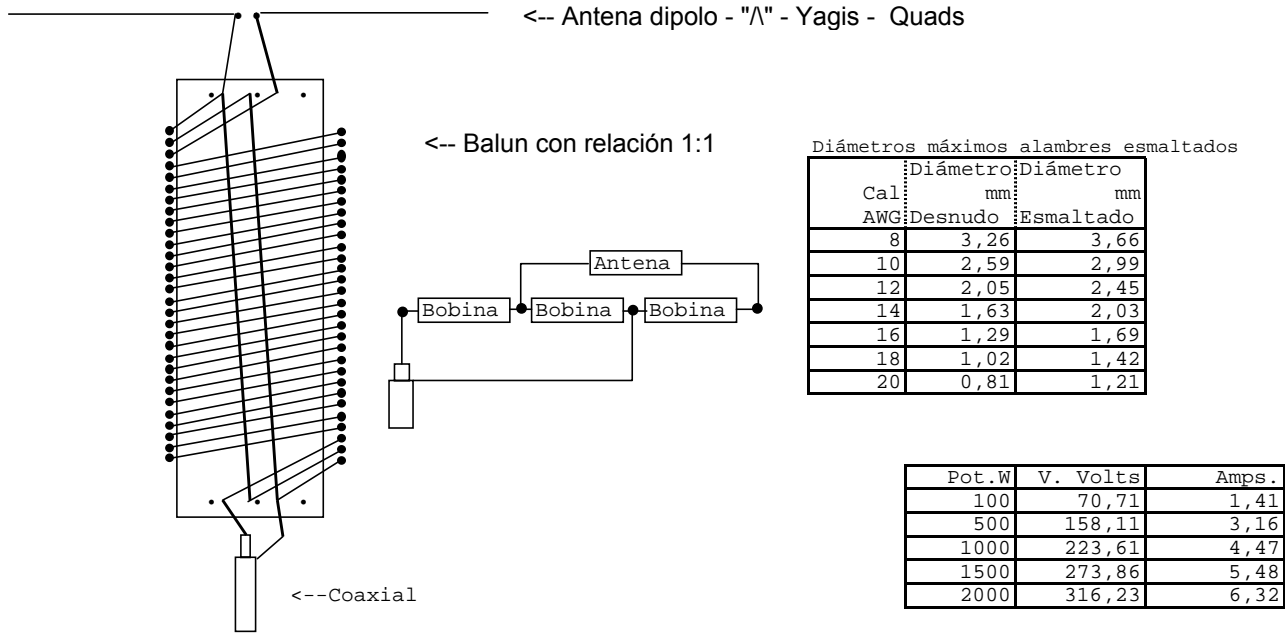 <-- Antena dipolo - "/\" - Yagis - Quads
<-- Balun con relación 1:1
Antena
Bobina Bobina Bobina
<--Coaxial
Diámetros máximos alambres esmaltados
Diámetro Diámetro
Cal mm mm
AWG Desnudo Esmaltado
8 3,26 3,66
10 2,59 2,99
12 2,05 2,45
14 1,63 2,03
16 1,29 1,69
18 1,02 1,42
20 0,81 1,21
Pot.W V. Volts Amps.
100 70,71 1,41
500 158,11 3,16
1000 223,61 4,47
1500 273,86 5,48
2000 316,23 6,32